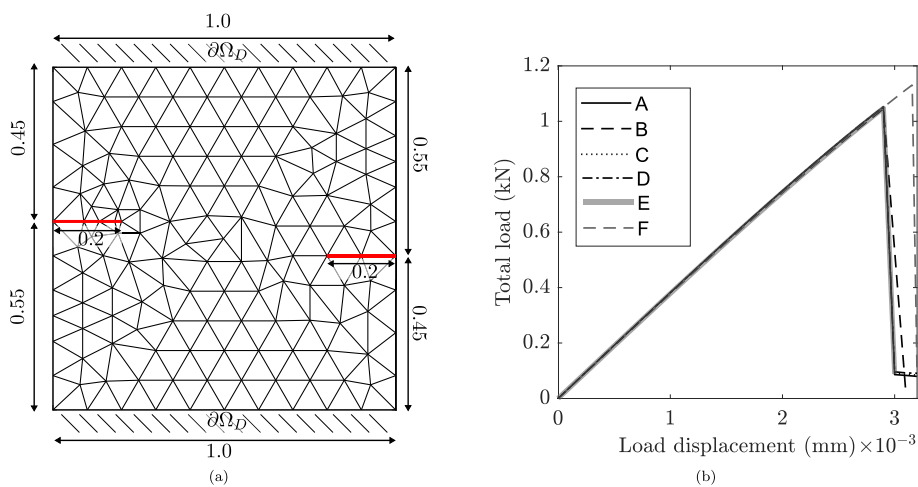 1.0
∂Ω_D
0.45
0.55
0.2
0.2
0.55
0.45
∂Ω_D
1.0
(a)
1.2
1
0.8
0.6
0.4
0.2
0
Total load (kN)
A
B
C
D
E
F
0 1 2 3
Load displacement (mm) ×10⁻³
(b)